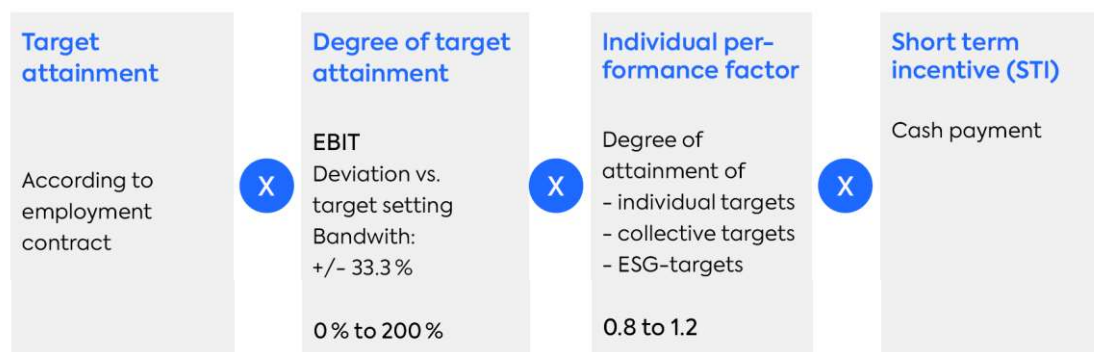 Target
attainment
According to
employment
contract
X
Degree of target
attainment
EBIT
Deviation vs.
target setting
Bandwith:
+/- 33.3 %
0 % to 200 %
X
Individual per-
formance factor
Degree of
attainment of
- individual targets
- collective targets
- ESG-targets
0.8 to 1.2
X
Short term
incentive (STI)
Cash payment